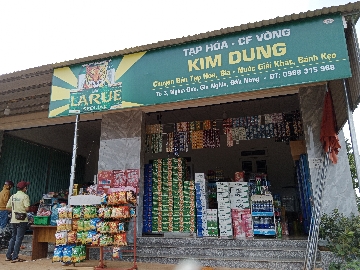 TẠP HÓA - CF VÕNG
KIM DUNG
LARUE
Chuyên Bán Tạp Hóa, Bia - Nước Giải Khát, Bánh Kẹo
ĐT: 0988 315 968